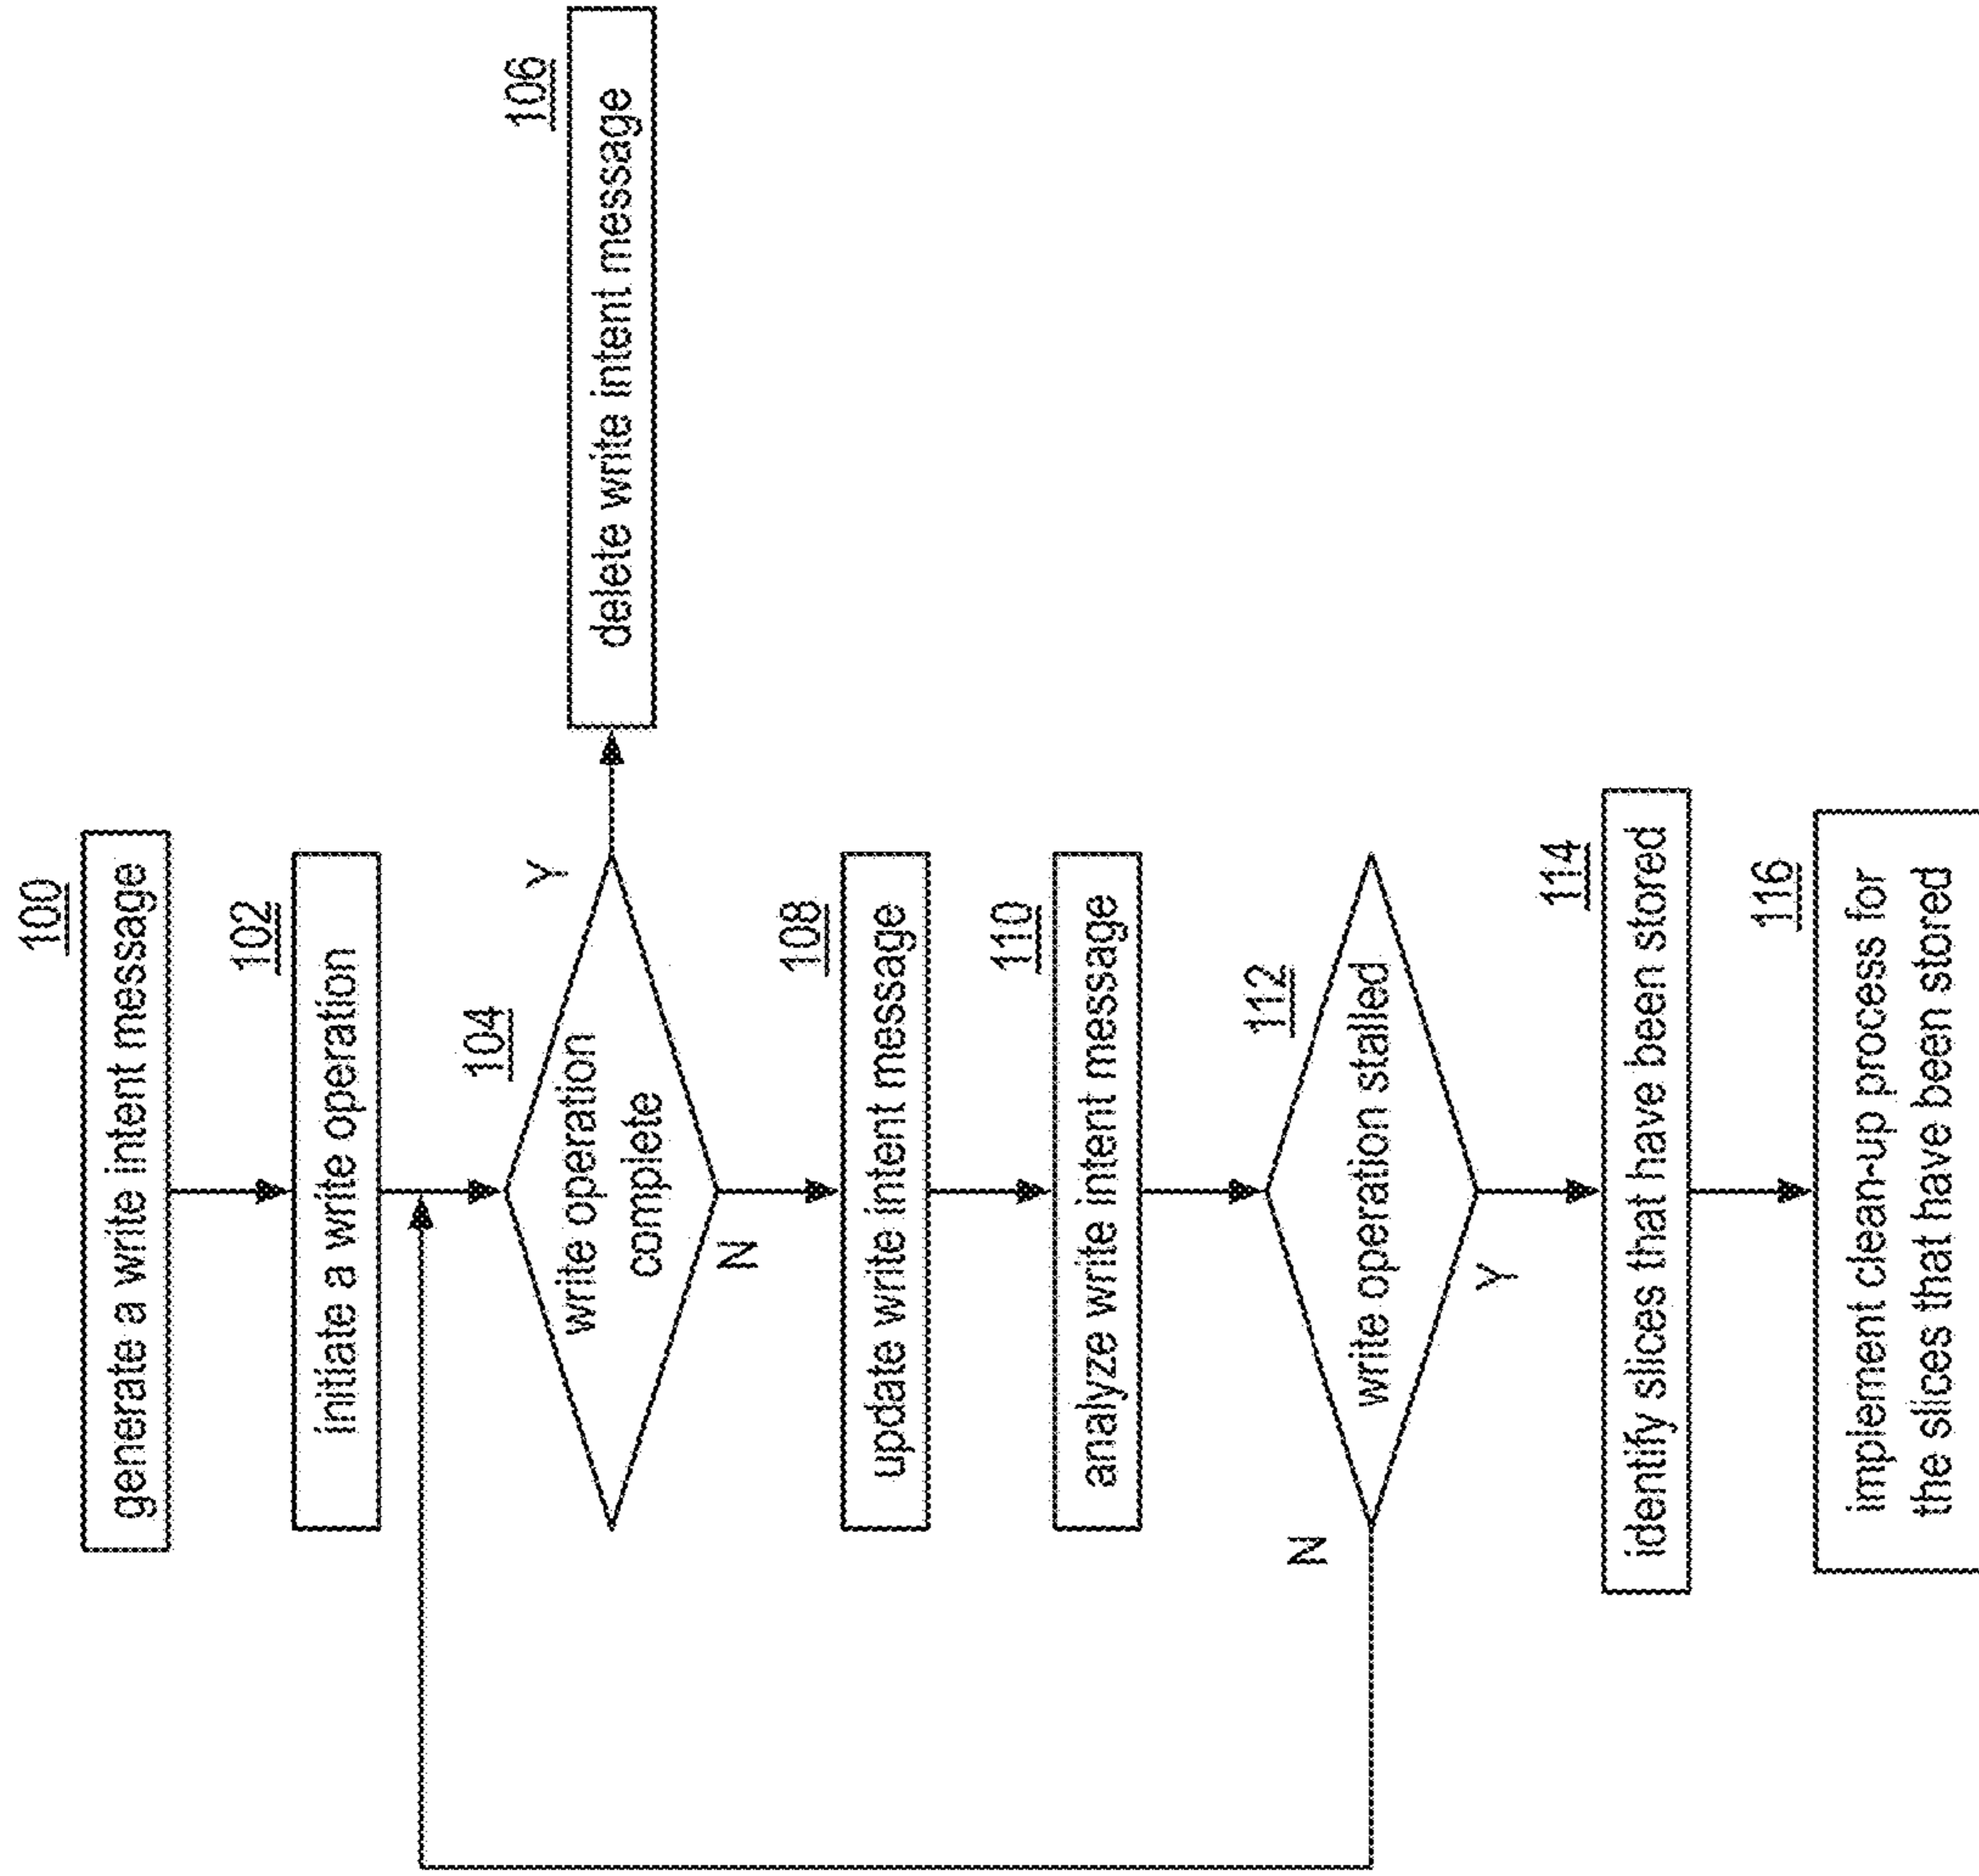 100
generate a write intent message
102
initiate a write operation
104
write operation
complete
Y
106
delete write intent message
N
108
update write intent message
110
analyze write intent message
112
write operation stalled
N
Y
114
identify slices that have been stored
116
implement clean-up process for
the slices that have been stored